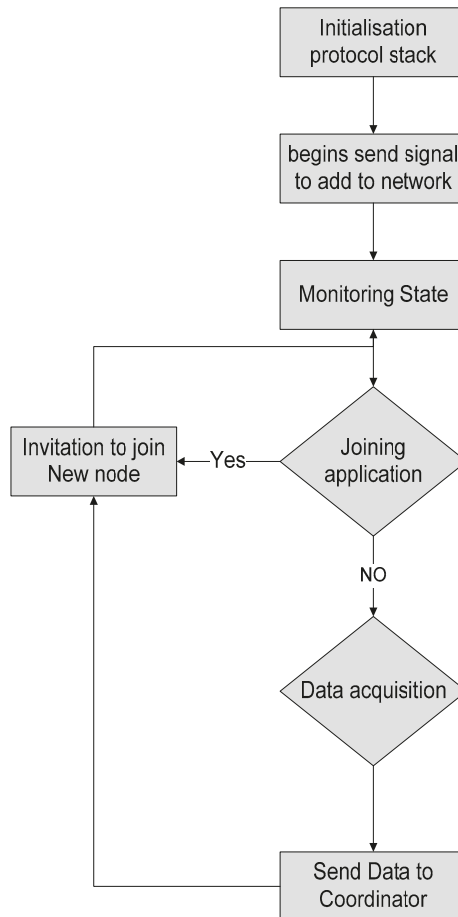 Initialisation
protocol stack
begins send signal
to add to network
Monitoring State
Invitation to join
New node
Yes
Joining
application
NO
Data acquisition
Send Data to
Coordinator